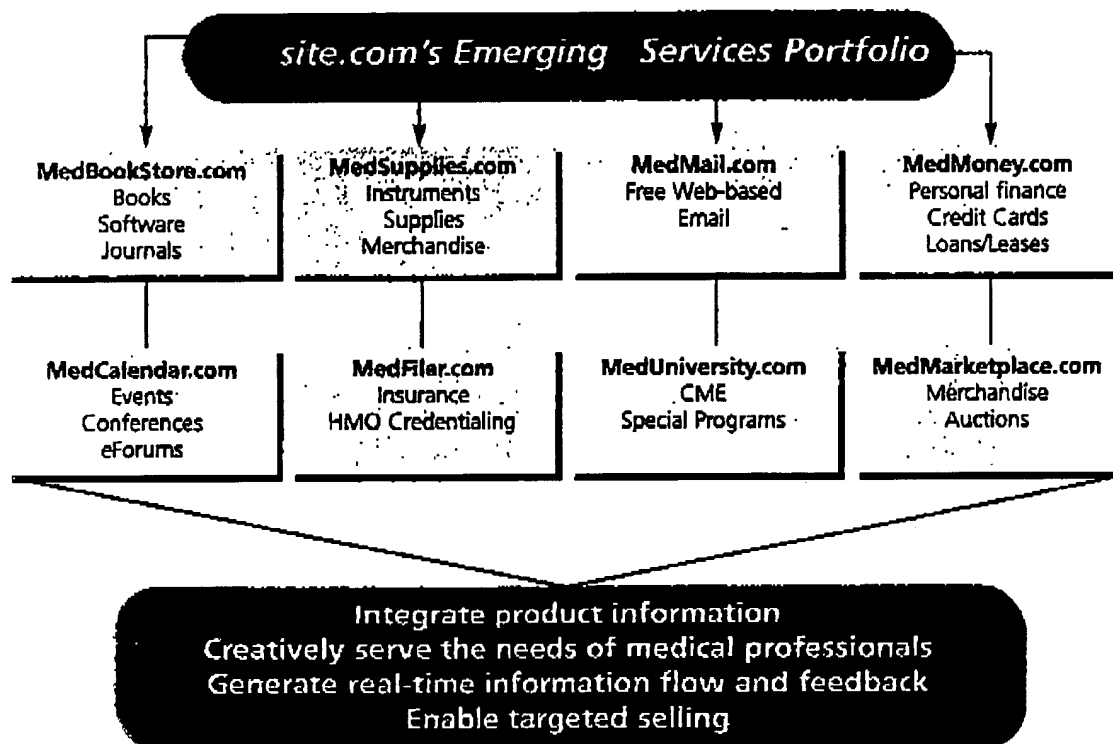 site.com's Emerging Services Portfolio
MedBookStore.com
Books
Software
Journals
MedSupplies.com
Instruments
Supplies
Merchandise
MedMail.com
Free Web-based
Email
MedMoney.com
Personal finance
Credit Cards
Loans/Leases
MedCalendar.com
Events
Conferences
eForums
MedFiler.com
Insurance
HMO Credentialing
MedUniversity.com
CME
Special Programs
MedMarketplace.com
Merchandise
Auctions
Integrate product information
Creatively serve the needs of medical professionals
Generate real-time information flow and feedback
Enable targeted selling